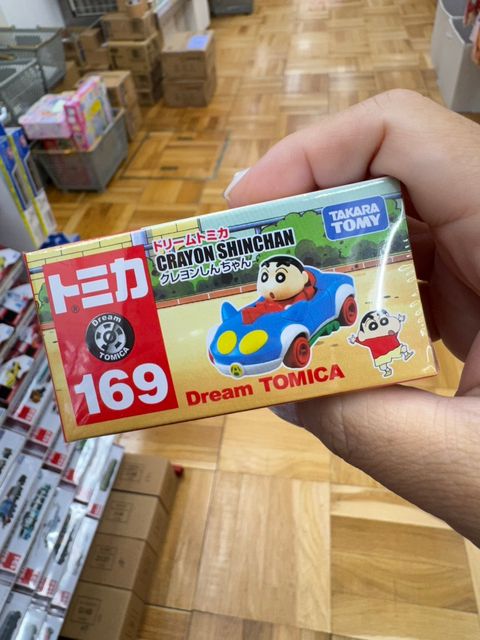 トミカ
®
Dream
TOMICA
169
ドリームトミカ
CRAYON SHINCHAN
クレヨンしんちゃん
TAKARA
TOMY
Dream TOMICA